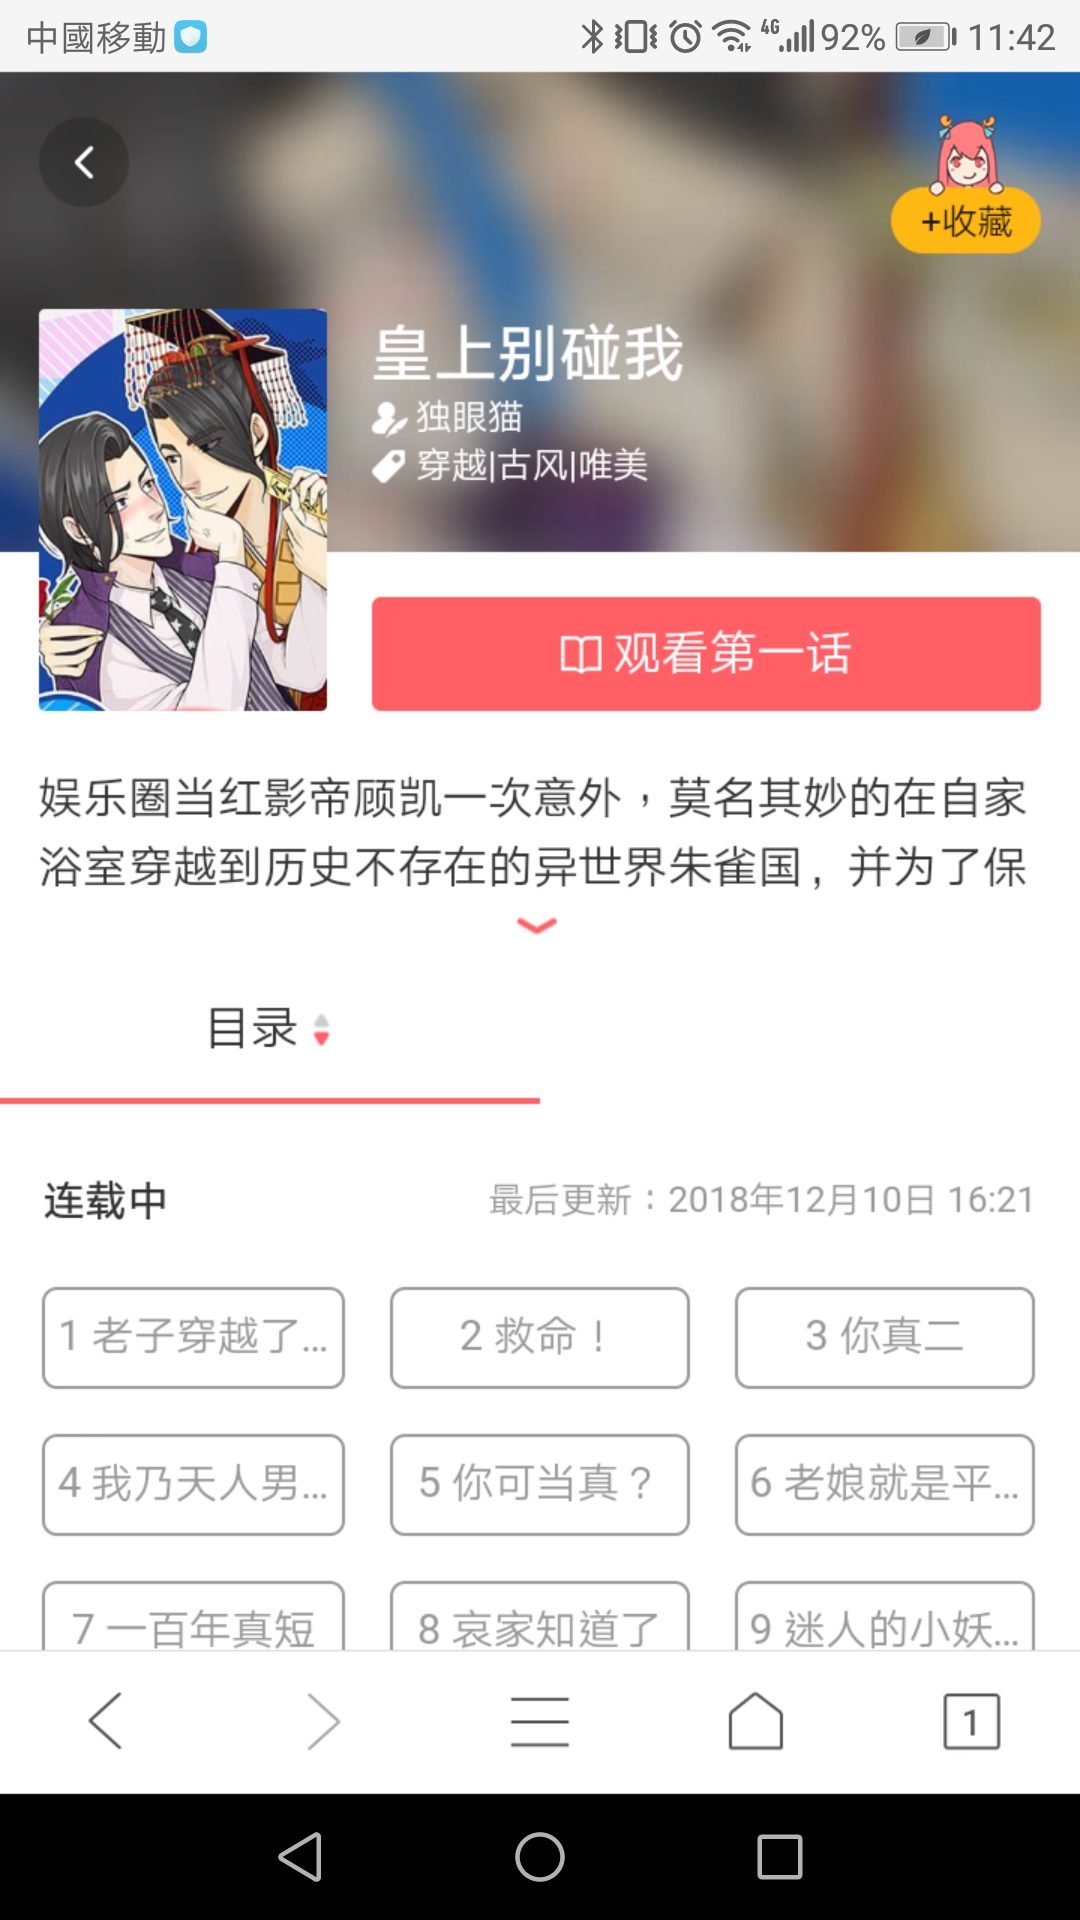 中國移動 4G 92% 11:42
+收藏
皇上别碰我
独眼猫
穿越|古风|唯美
观看第一话
娱乐圈当红影帝顾凯一次意外，莫名其妙的在自家
浴室穿越到历史不存在的异世界朱雀国，并为了保
目录
连载中 最后更新：2018年12月10日 16:21
1 老子穿越了... 2 救命！ 3 你真二
4 我乃天人男... 5 你可当真？ 6 老娘就是平...
7 一百年真短 8 哀家知道了 9 迷人的小妖...
1